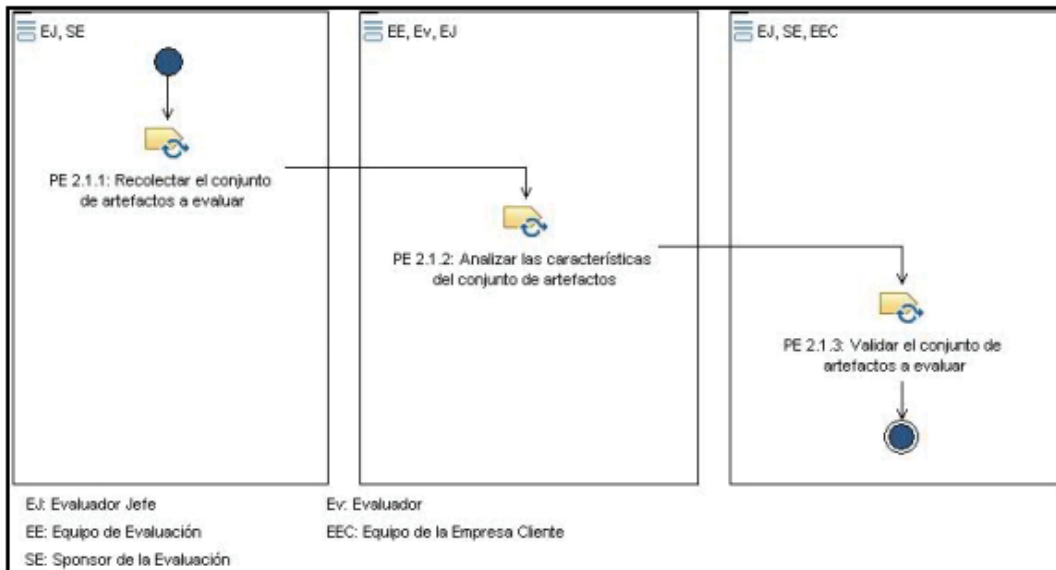 EJ, SE
EE, Ev, EJ
EJ, SE, EEC
PE 2.1.1: Recolectar el conjunto
de artefactos a evaluar
PE 2.1.2: Analizar las características
del conjunto de artefactos
PE 2.1.3: Validar el conjunto de
artefactos a evaluar
EJ: Evaluador Jefe
Ev: Evaluador
EE: Equipo de Evaluación
EEC: Equipo de la Empresa Cliente
SE: Sponsor de la Evaluación